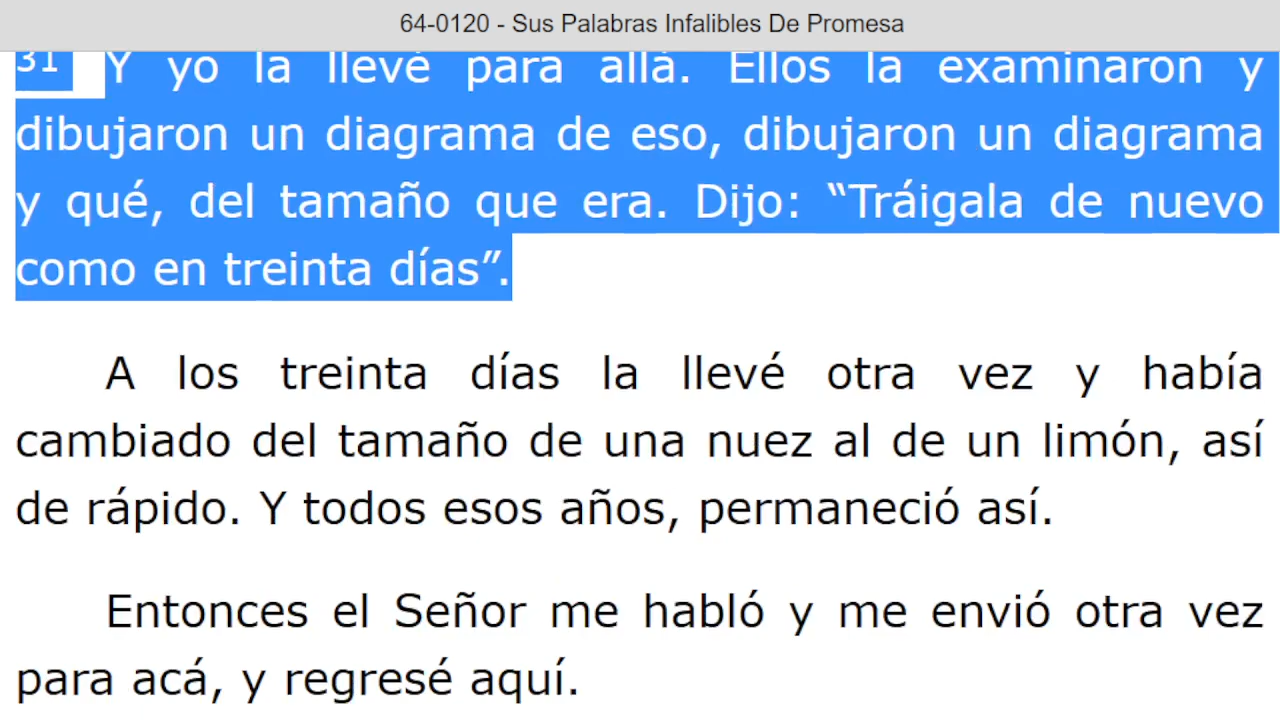 64-0120 - Sus Palabras Infalibles De Promesa
31 Y yo la llevé para allá. Ellos la examinaron y
dibujaron un diagrama de eso, dibujaron un diagrama
y qué, del tamaño que era. Dijo: “Tráigala de nuevo
como en treinta días”.
A los treinta días la llevé otra vez y había
cambiado del tamaño de una nuez al de un limón, así
de rápido. Y todos esos años, permaneció así.
Entonces el Señor me habló y me envió otra vez
para acá, y regresé aquí.